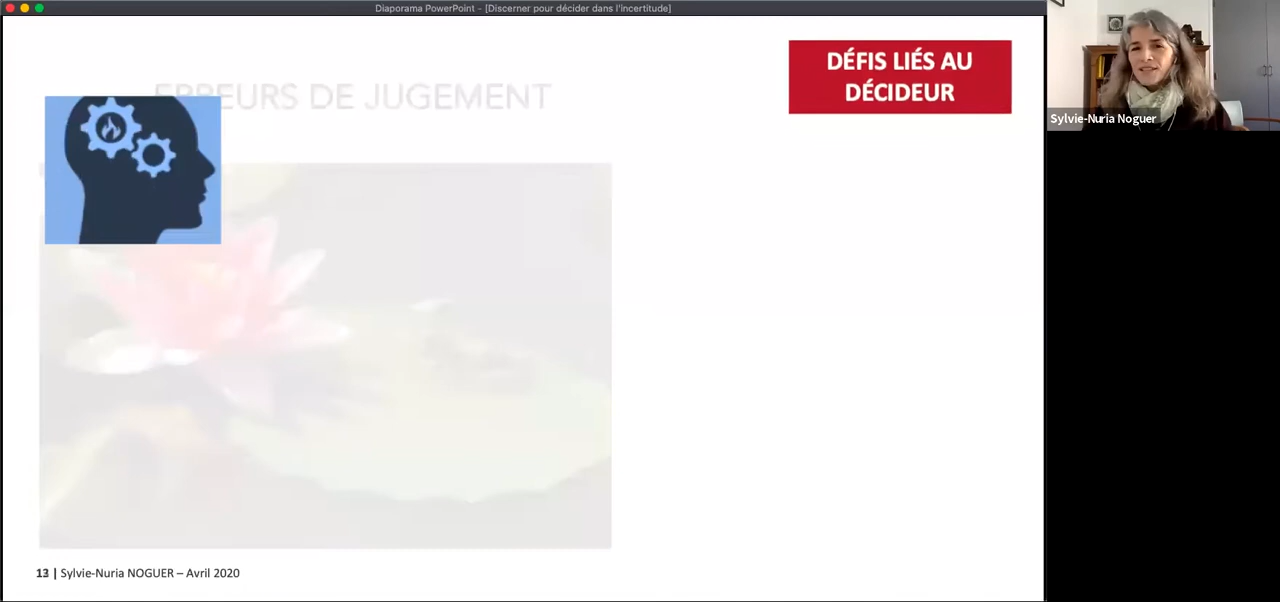 Diaporama PowerPoint - [Discerner pour décider dans l'incertitude]
DÉFIS LIÉS AU
DÉCIDEUR
ERREURS DE JUGEMENT
Sylvie-Nuria Noguer
13 | Sylvie-Nuria NOGUER – Avril 2020